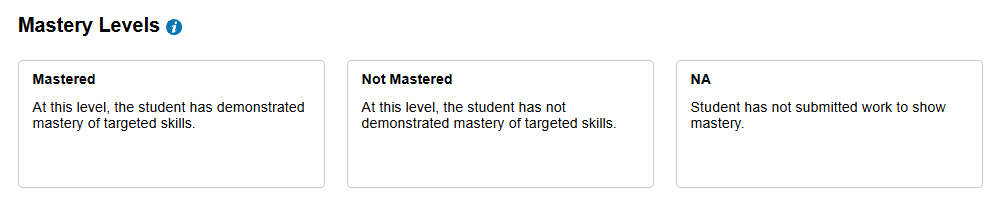 Mastery Levels i
Mastered
At this level, the student has demonstrated
mastery of targeted skills.
Not Mastered
At this level, the student has not
demonstrated mastery of targeted skills.
NA
Student has not submitted work to show
mastery.